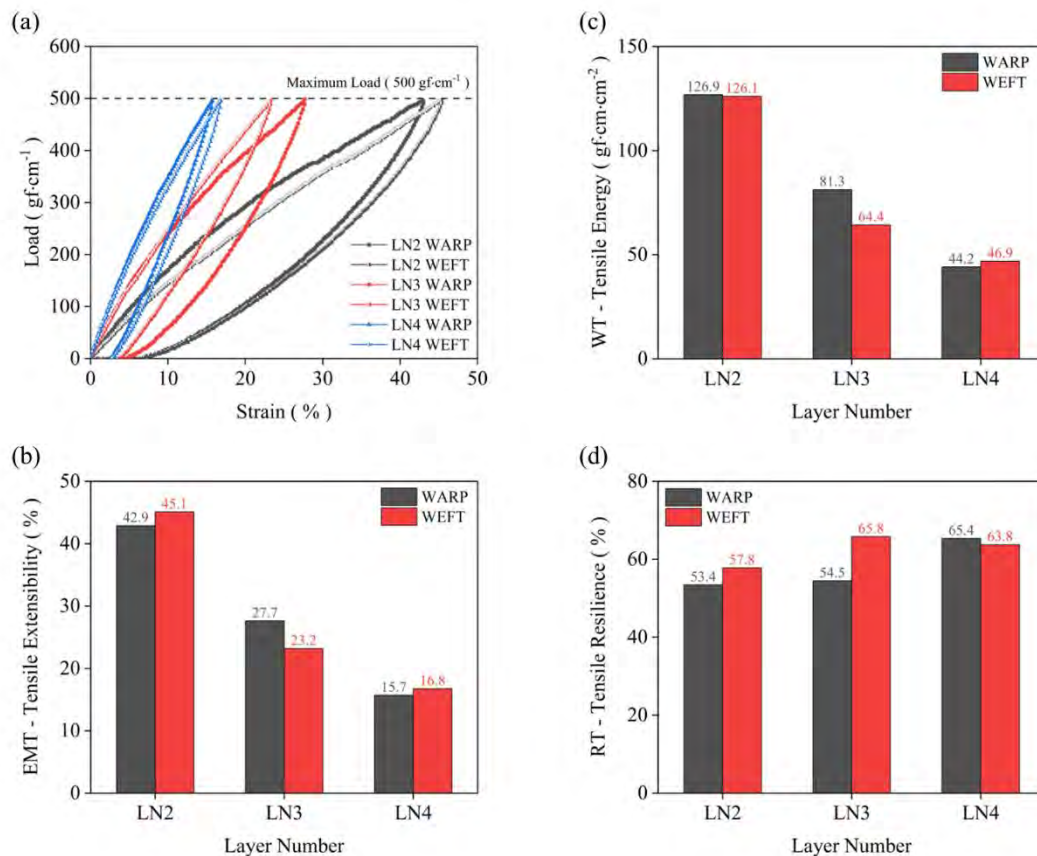 (a)
600
500
400
300
200
100
0
Load ( gf·cm⁻¹ )
Maximum Load ( 500 gf·cm⁻¹ )
LN2 WARP
LN2 WEFT
LN3 WARP
LN3 WEFT
LN4 WARP
LN4 WEFT
0 10 20 30 40 50
Strain ( % )
(c)
150
100
50
0
WT - Tensile Energy ( gf·cm·cm⁻² )
WARP
WEFT
126.9 126.1
81.3
64.4
44.2 46.9
LN2 LN3 LN4
Layer Number
(b)
50
40
30
20
10
0
EMT - Tensile Extensibility ( % )
WARP
WEFT
42.9 45.1
27.7
23.2
15.7 16.8
LN2 LN3 LN4
Layer Number
(d)
80
60
40
20
0
RT - Tensile Resilience ( % )
WARP
WEFT
53.4 57.8
54.5 65.8
65.4 63.8
LN2 LN3 LN4
Layer Number